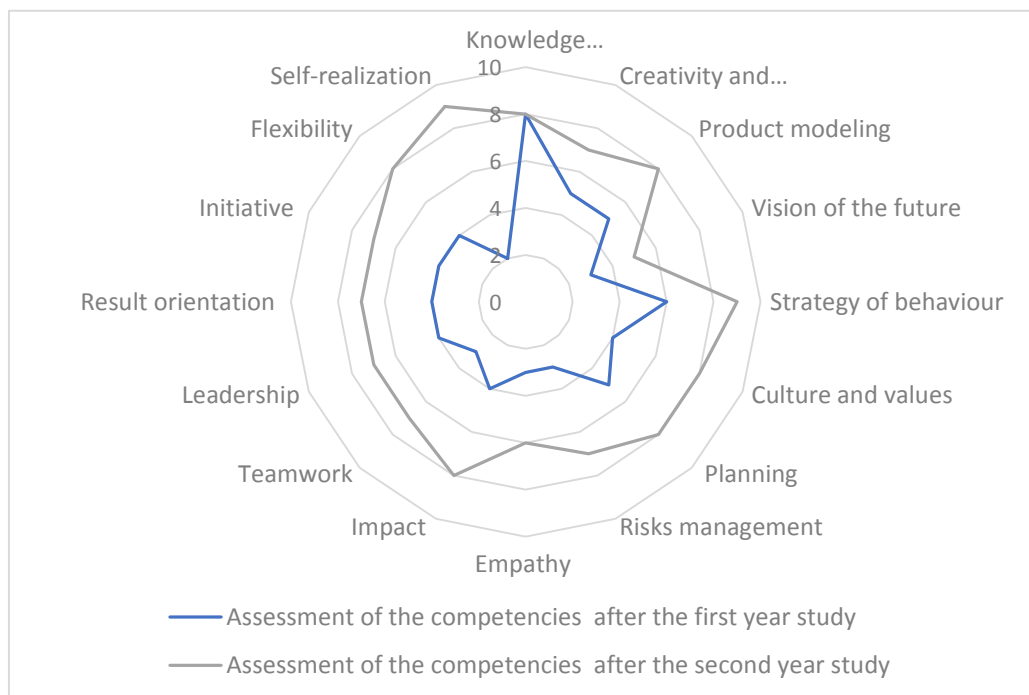 Knowledge...
Creativity and...
Product modeling
Vision of the future
Strategy of behaviour
Culture and values
Planning
Risks management
Empathy
Impact
Teamwork
Leadership
Result orientation
Initiative
Flexibility
Self-realization
10
8
6
4
2
0
Assessment of the competencies after the first year study
Assessment of the competencies after the second year study